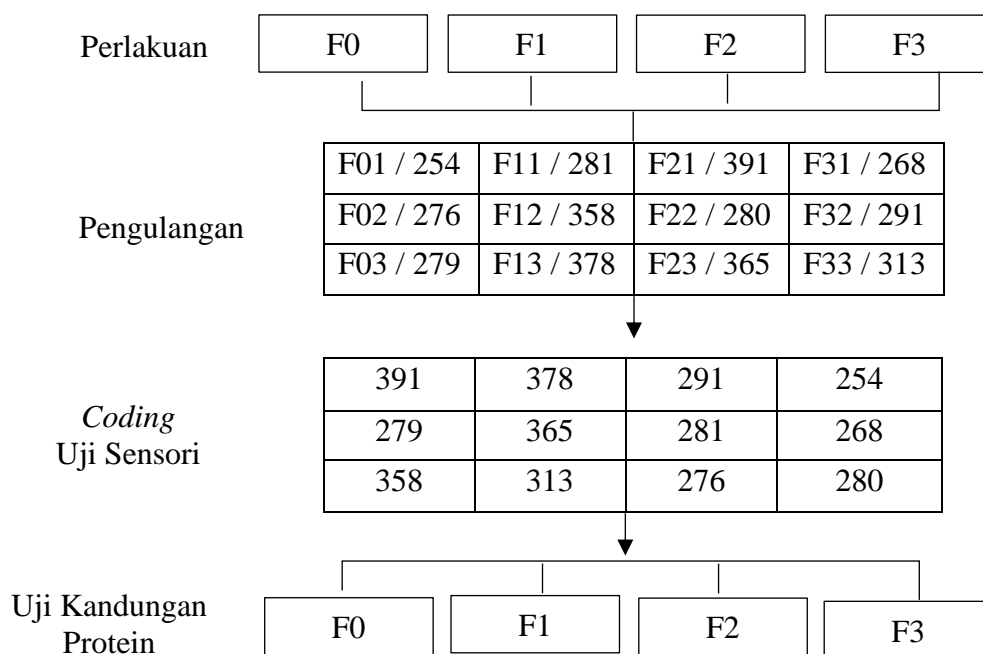 Perlakuan F0 F1 F2 F3
F01 / 254 F11 / 281 F21 / 391 F31 / 268
Pengulangan F02 / 276 F12 / 358 F22 / 280 F32 / 291
F03 / 279 F13 / 378 F23 / 365 F33 / 313
391 378 291 254
Coding
Uji Sensori 279 365 281 268
358 313 276 280
Uji Kandungan
Protein F0 F1 F2 F3